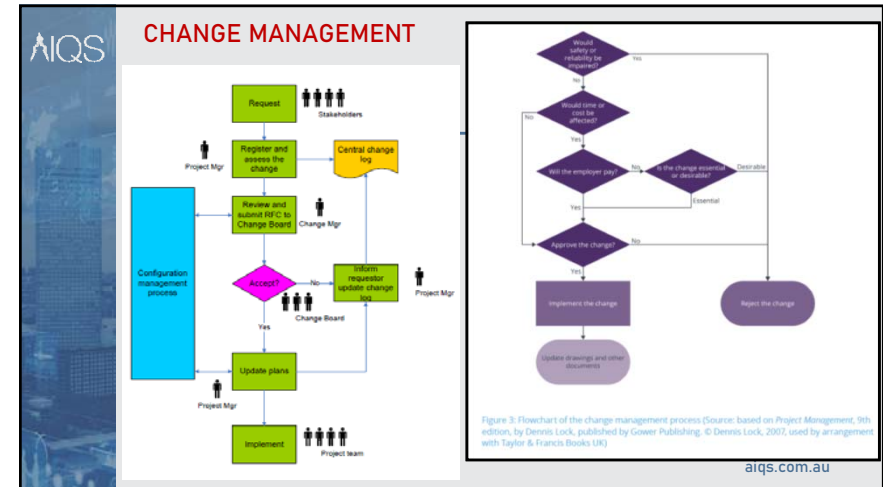 AIQS
CHANGE MANAGEMENT
Request
Stakeholders
Project Mgr
Register and
assess the
change
Central change
log
Review and
submit RFC to
Change Board
Change Mgr
Configuration
management
process
Accept?
No
Inform
requestor
update change
log
Project Mgr
Change Board
Yes
Update plans
Project Mgr
Implement
Project team
Would
safety or
reliability be
impaired?
Yes
No
Would time or
cost be
affected?
No
Yes
Will the employer pay?
No
Is the change essential
or desirable?
Desirable
Yes
Essential
Approve the change?
No
Yes
Implement the change
Reject the change
Update drawings and other
documents
Figure 3: Flowchart of the change management process (Source: based on Project Management, 9th
edition, by Dennis Lock, published by Gower Publishing. © Dennis Lock, 2007, used by arrangement
with Taylor & Francis Books UK)
aiqs.com.au